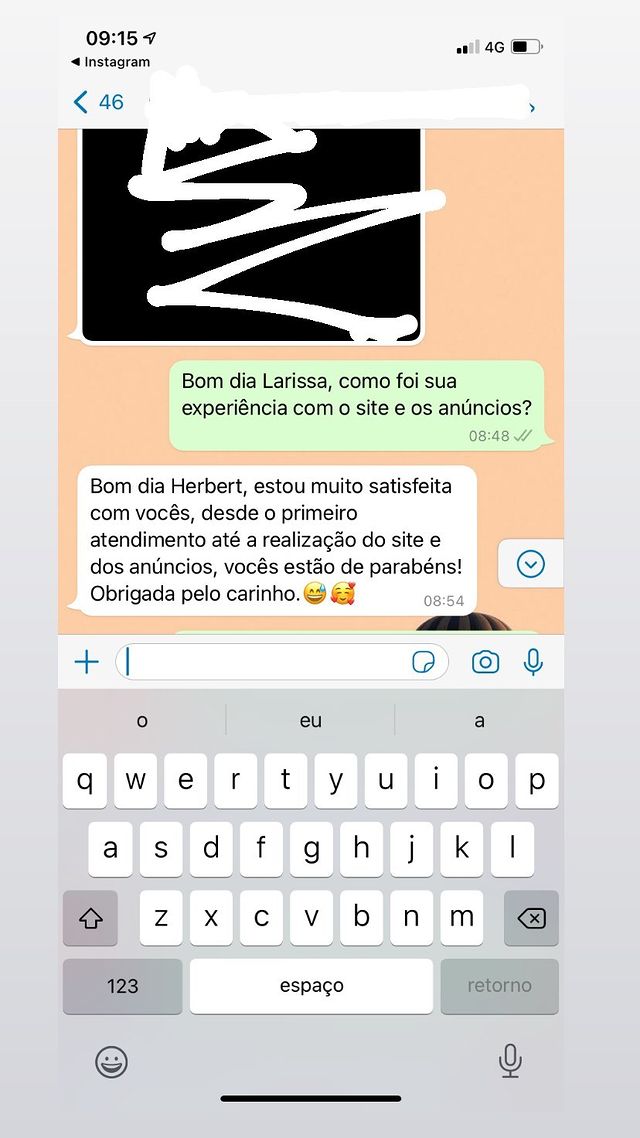 09:15
4G
Instagram
46
Bom dia Larissa, como foi sua
experiência com o site e os anúncios?
08:48
Bom dia Herbert, estou muito satisfeita
com vocês, desde o primeiro
atendimento até a realização do site e
dos anúncios, vocês estão de parabéns!
Obrigada pelo carinho.😅🥰
08:54
o eu a
q w e r t y u i o p
a s d f g h j k l
z x c v b n m
123 espaço retorno